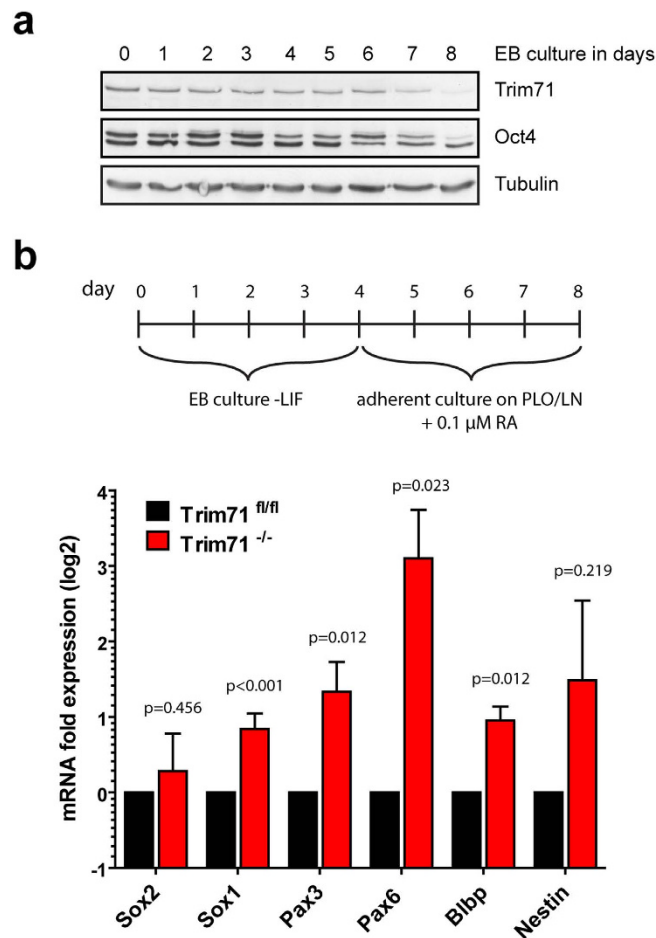 a
0 1 2 3 4 5 6 7 8 EB culture in days
Trim71
Oct4
Tubulin
b
day 0 1 2 3 4 5 6 7 8
EB culture -LIF
adherent culture on PLO/LN
+ 0.1 µM RA
mRNA fold expression (log2)
4
3
2
1
0
-1
Trim71 fl/fl
Trim71 -/-
p=0.456
p<0.001
p=0.012
p=0.023
p=0.012
p=0.219
Sox2
Sox1
Pax3
Pax6
Blbp
Nestin